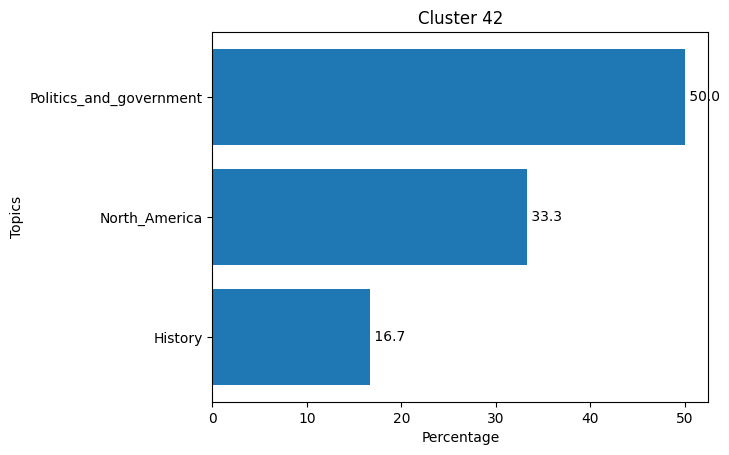 Cluster 42
Politics_and_government
50.0
North_America
33.3
History
16.7
Topics
0 10 20 30 40 50
Percentage